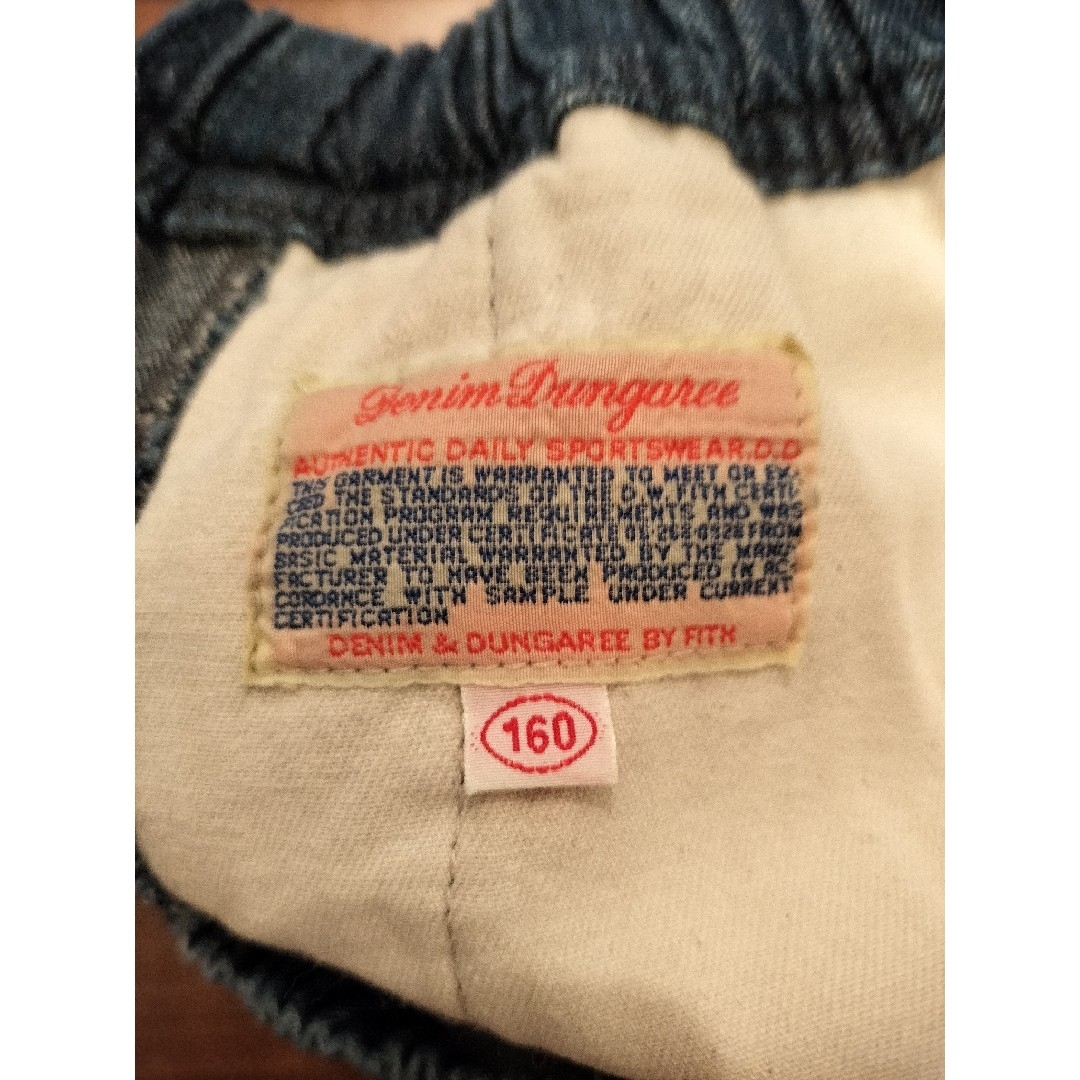 Denim Dungaree
AUTHENTIC DAILY SPORTSWEAR.D.D
THIS GARMENT IS WARRANTED TO MEET OR EX-
CEED THE STANDARDS OF THE D.W. FITH CERTI-
FICATION PROGRAM REQUIREMENTS AND WAS
PRODUCED UNDER CERTIFICATE FROM
BASIC MATERIAL WARRANTED BY THE MANU-
FACTURER TO HAVE BEEN PRODUCED IN AC-
CORDANCE WITH SAMPLE UNDER CURRENT
CERTIFICATION
DENIM & DUNGAREE BY FITH
160